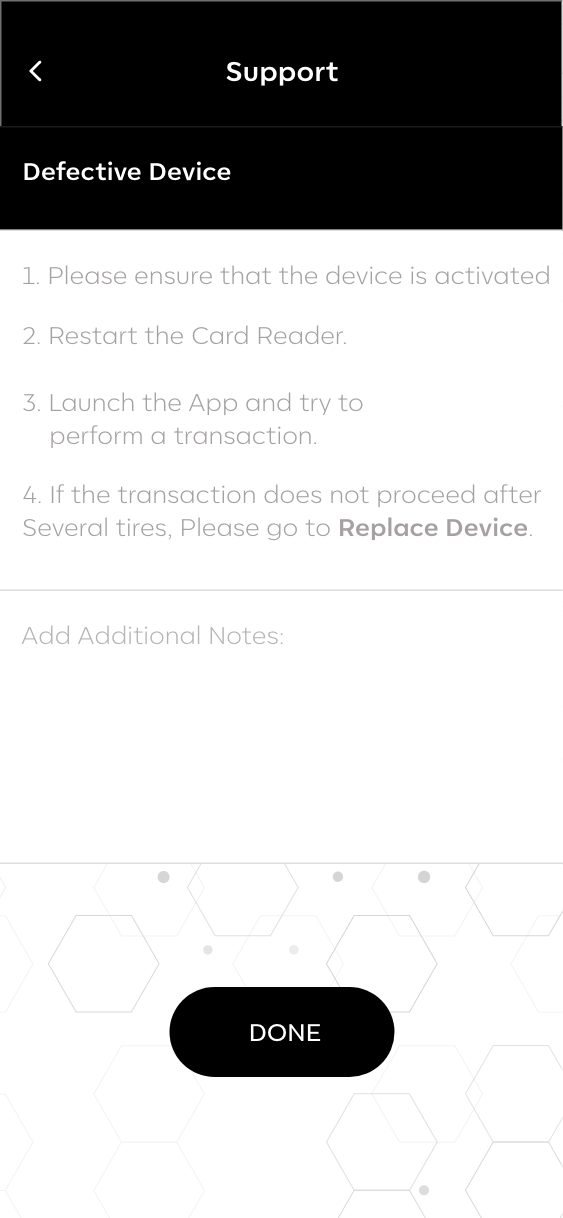 Support
Defective Device
1. Please ensure that the device is activated
2. Restart the Card Reader.
3. Launch the App and try to
perform a transaction.
4. If the transaction does not proceed after
Several tires, Please go to Replace Device.
Add Additional Notes:
DONE